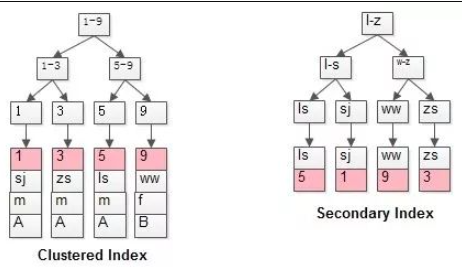 1-9
1-3 5-9
1 3 5 9
1 3 5 9
sj zs ls ww
m m m f
A A A B
Clustered Index
l-z
l-s w-z
ls sj ww zs
ls sj ww zs
5 1 9 3
Secondary Index